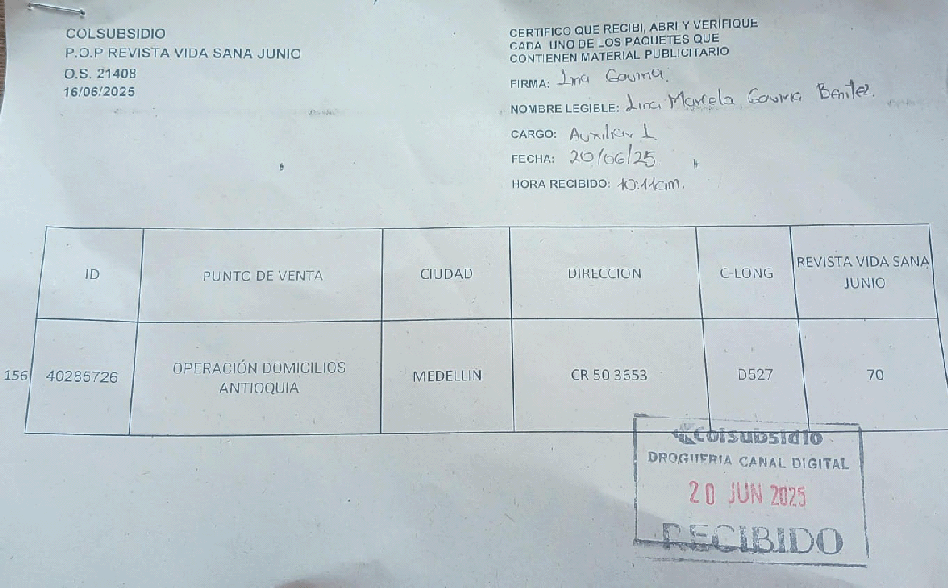 COLSUBSIDIO
P.O.P REVISTA VIDA SANA JUNIO
O.S. 21408
16/06/2025
CERTIFICO QUE RECIBI, ABRI Y VERIFIQUE
CADA UNO DE LOS PAQUETES QUE
CONTIENEN MATERIAL PUBLICITARIO
FIRMA: Lina Gaviria.
NOMBRE LEGIBLE: Lina Marcela Gaviria Benitez.
CARGO: Auxiliar I
FECHA: 20/06/25
HORA RECIBIDO: 10:11am.
ID PUNTO DE VENTA CIUDAD DIRECCION C-LONG REVISTA VIDA SANA
JUNIO
156 40285726 OPERACIÓN DOMICILIOS
ANTIOQUIA MEDELLIN CR 50 3553 D527 70
Colsubsidio
DROGUERIA CANAL DIGITAL
20 JUN 2025
RECIBIDO